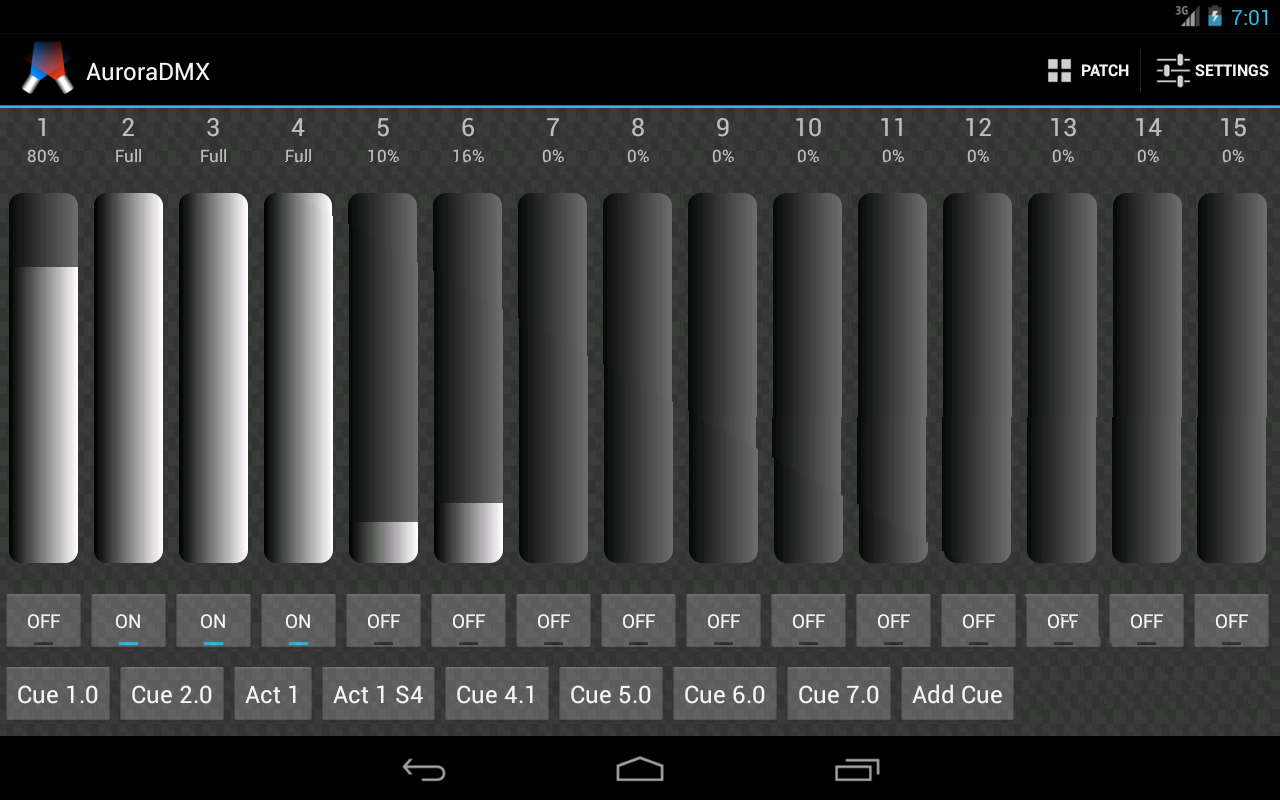 3G 7:01
AuroraDMX PATCH SETTINGS
1 2 3 4 5 6 7 8 9 10 11 12 13 14 15
80% Full Full Full 10% 16% 0% 0% 0% 0% 0% 0% 0% 0% 0%
OFF ON ON ON OFF OFF OFF OFF OFF OFF OFF OFF OFF OFF OFF
Cue 1.0 Cue 2.0 Act 1 Act 1 S4 Cue 4.1 Cue 5.0 Cue 6.0 Cue 7.0 Add Cue